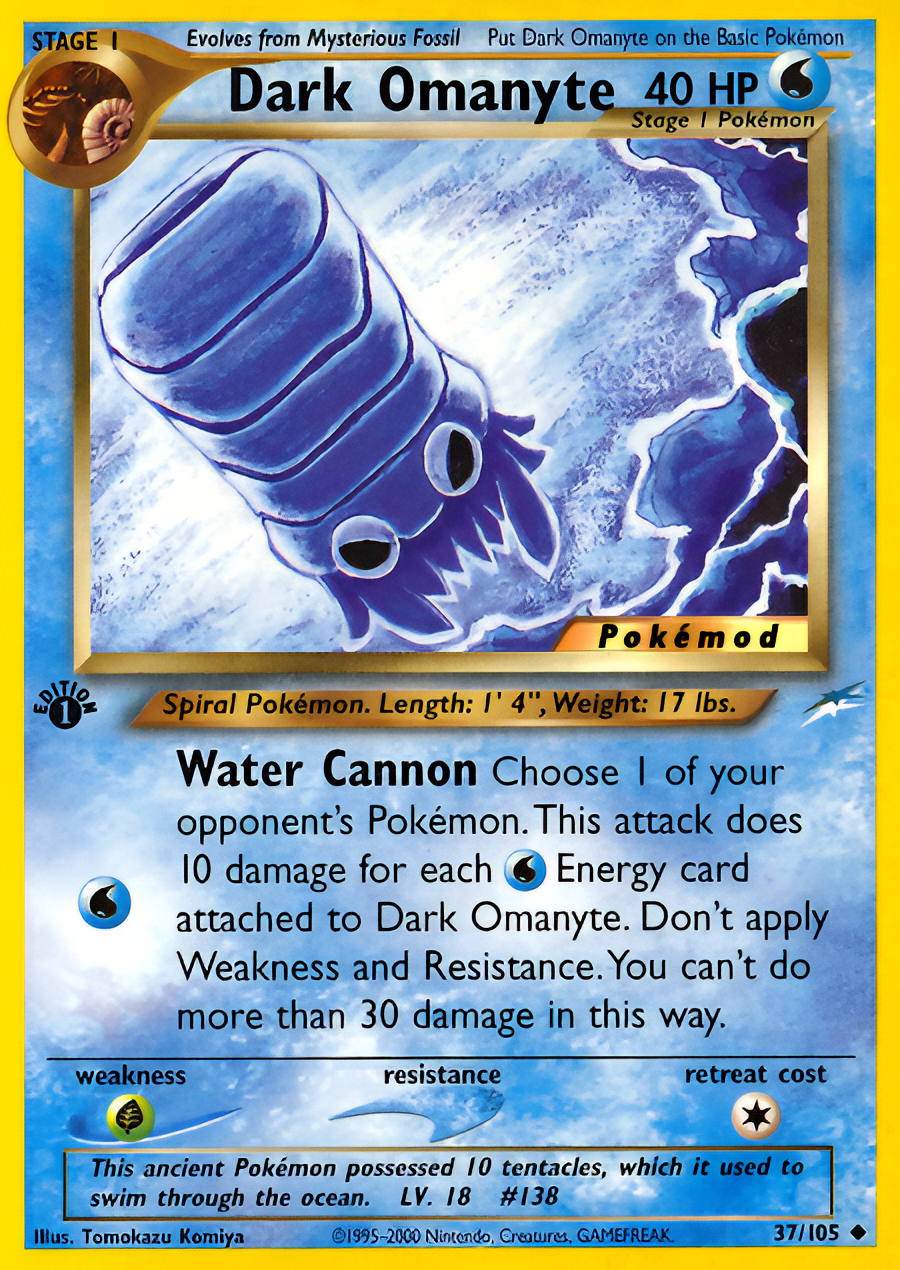 STAGE 1 Evolves from Mysterious Fossil Put Dark Omanyte on the Basic Pokémon
Dark Omanyte 40 HP
Stage 1 Pokémon
Pokémod
EDITION 1
Spiral Pokémon. Length: 1' 4", Weight: 17 lbs.
Water Cannon Choose 1 of your
opponent's Pokémon. This attack does
10 damage for each Energy card
attached to Dark Omanyte. Don't apply
Weakness and Resistance. You can't do
more than 30 damage in this way.
weakness resistance retreat cost
This ancient Pokémon possessed 10 tentacles, which it used to
swim through the ocean. LV. 18 #138
Illus. Tomokazu Komiya ©1995-2000 Nintendo, Creatures, GAMEFREAK. 37/105